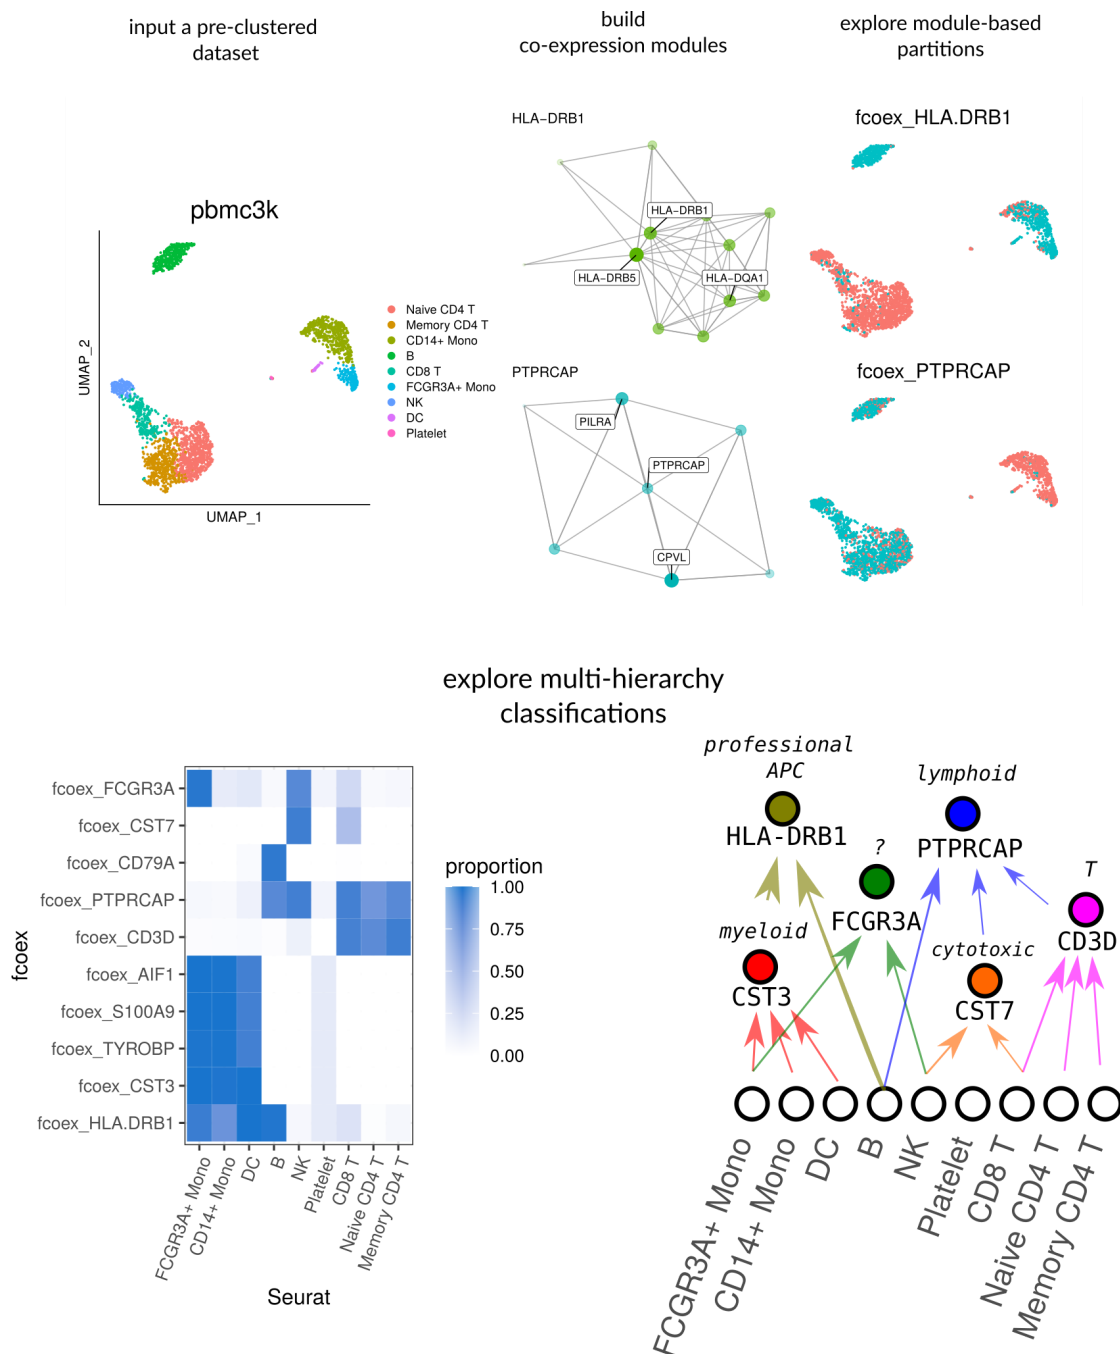 input a pre-clustered
dataset
build
co-expression modules
explore module-based
partitions
pbmc3k
UMAP_2
UMAP_1
Naive CD4 T
Memory CD4 T
CD14+ Mono
B
CD8 T
FCGR3A+ Mono
NK
DC
Platelet
HLA-DRB1
HLA-DRB1
HLA-DRB5
HLA-DQA1
PTPRCAP
PILRA
PTPRCAP
CPVL
fcoex_HLA.DRB1
fcoex_PTPRCAP
explore multi-hierarchy
classifications
fcoex
fcoex_FCGR3A
fcoex_CST7
fcoex_CD79A
fcoex_PTPRCAP
fcoex_CD3D
fcoex_AIF1
fcoex_S100A9
fcoex_TYROBP
fcoex_CST3
fcoex_HLA.DRB1
FCGR3A+ Mono
CD14+ Mono
DC
B
NK
Platelet
CD8 T
Naive CD4 T
Memory CD4 T
Seurat
proportion
1.00
0.75
0.50
0.25
0.00
professional
APC
HLA-DRB1
lymphoid
PTPRCAP
?
FCGR3A
T
CD3D
myeloid
CST3
cytotoxic
CST7
FCGR3A+ Mono
CD14+ Mono
DC
B
NK
Platelet
CD8 T
Naive CD4 T
Memory CD4 T